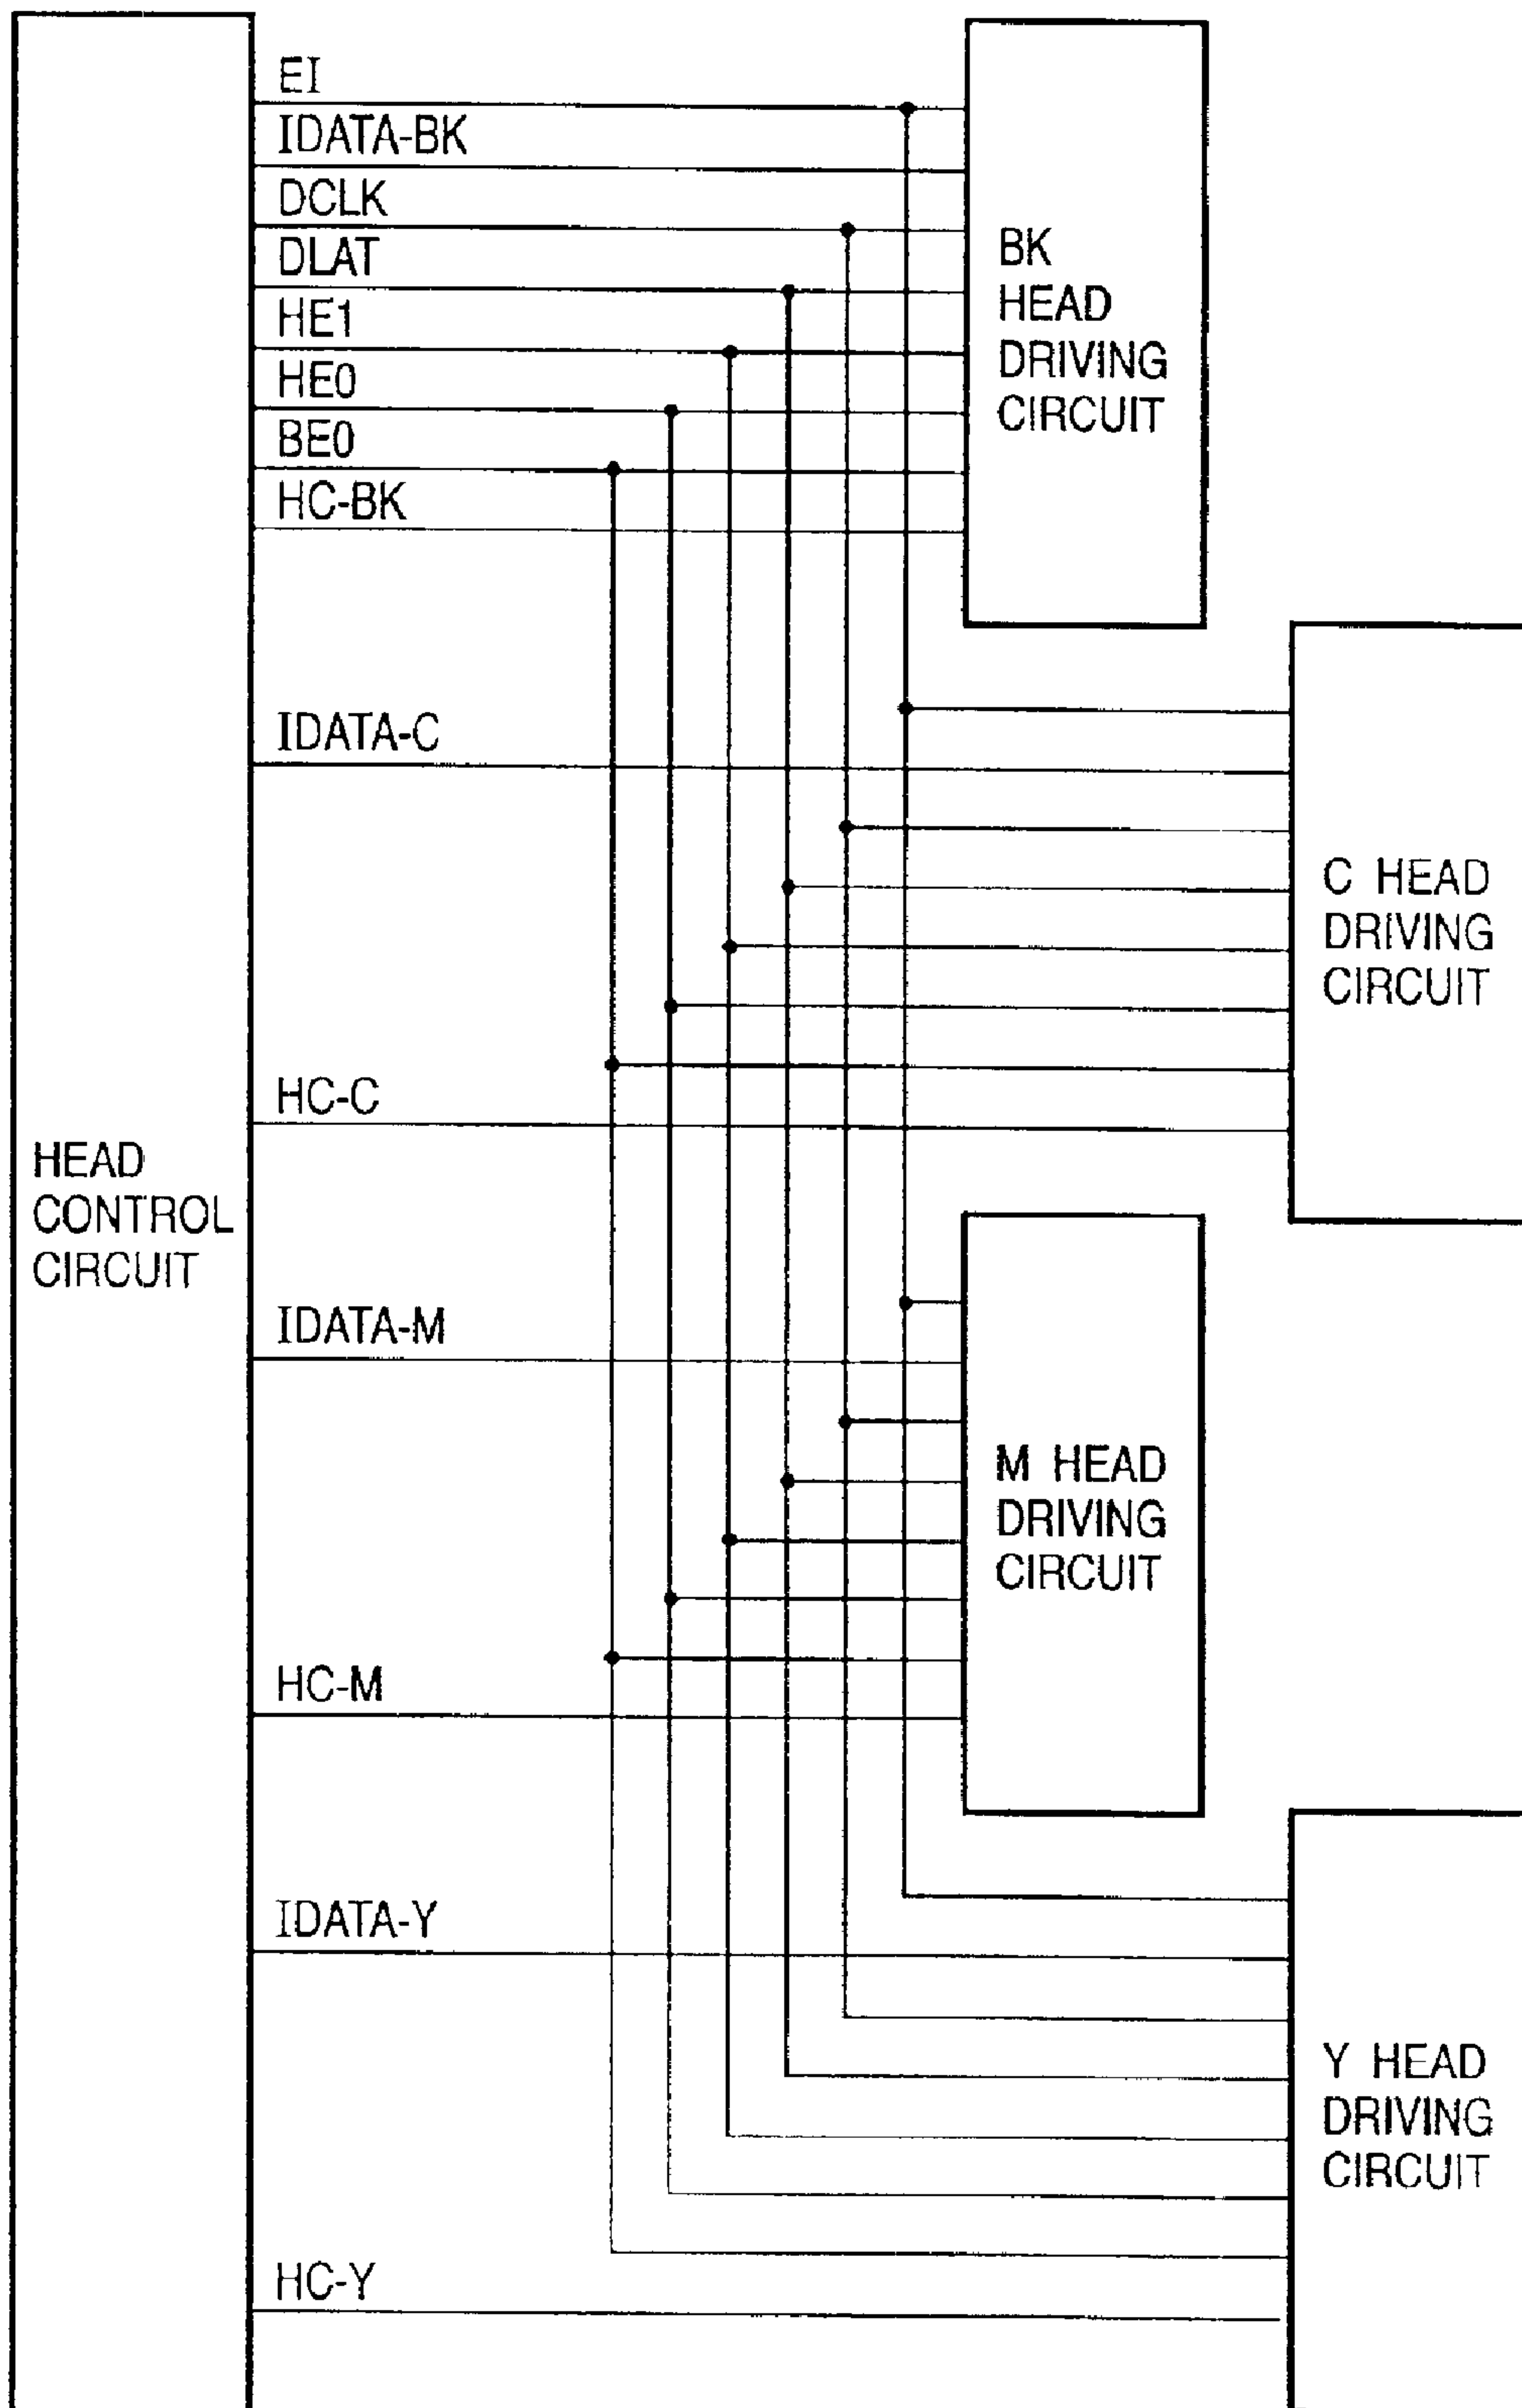 EI
IDATA-BK
DCLK
DLAT
HE1
HE0
BE0
HC-BK
BK
HEAD
DRIVING
CIRCUIT
IDATA-C
C HEAD
DRIVING
CIRCUIT
HC-C
HEAD
CONTROL
CIRCUIT
IDATA-M
M HEAD
DRIVING
CIRCUIT
HC-M
IDATA-Y
Y HEAD
DRIVING
CIRCUIT
HC-Y